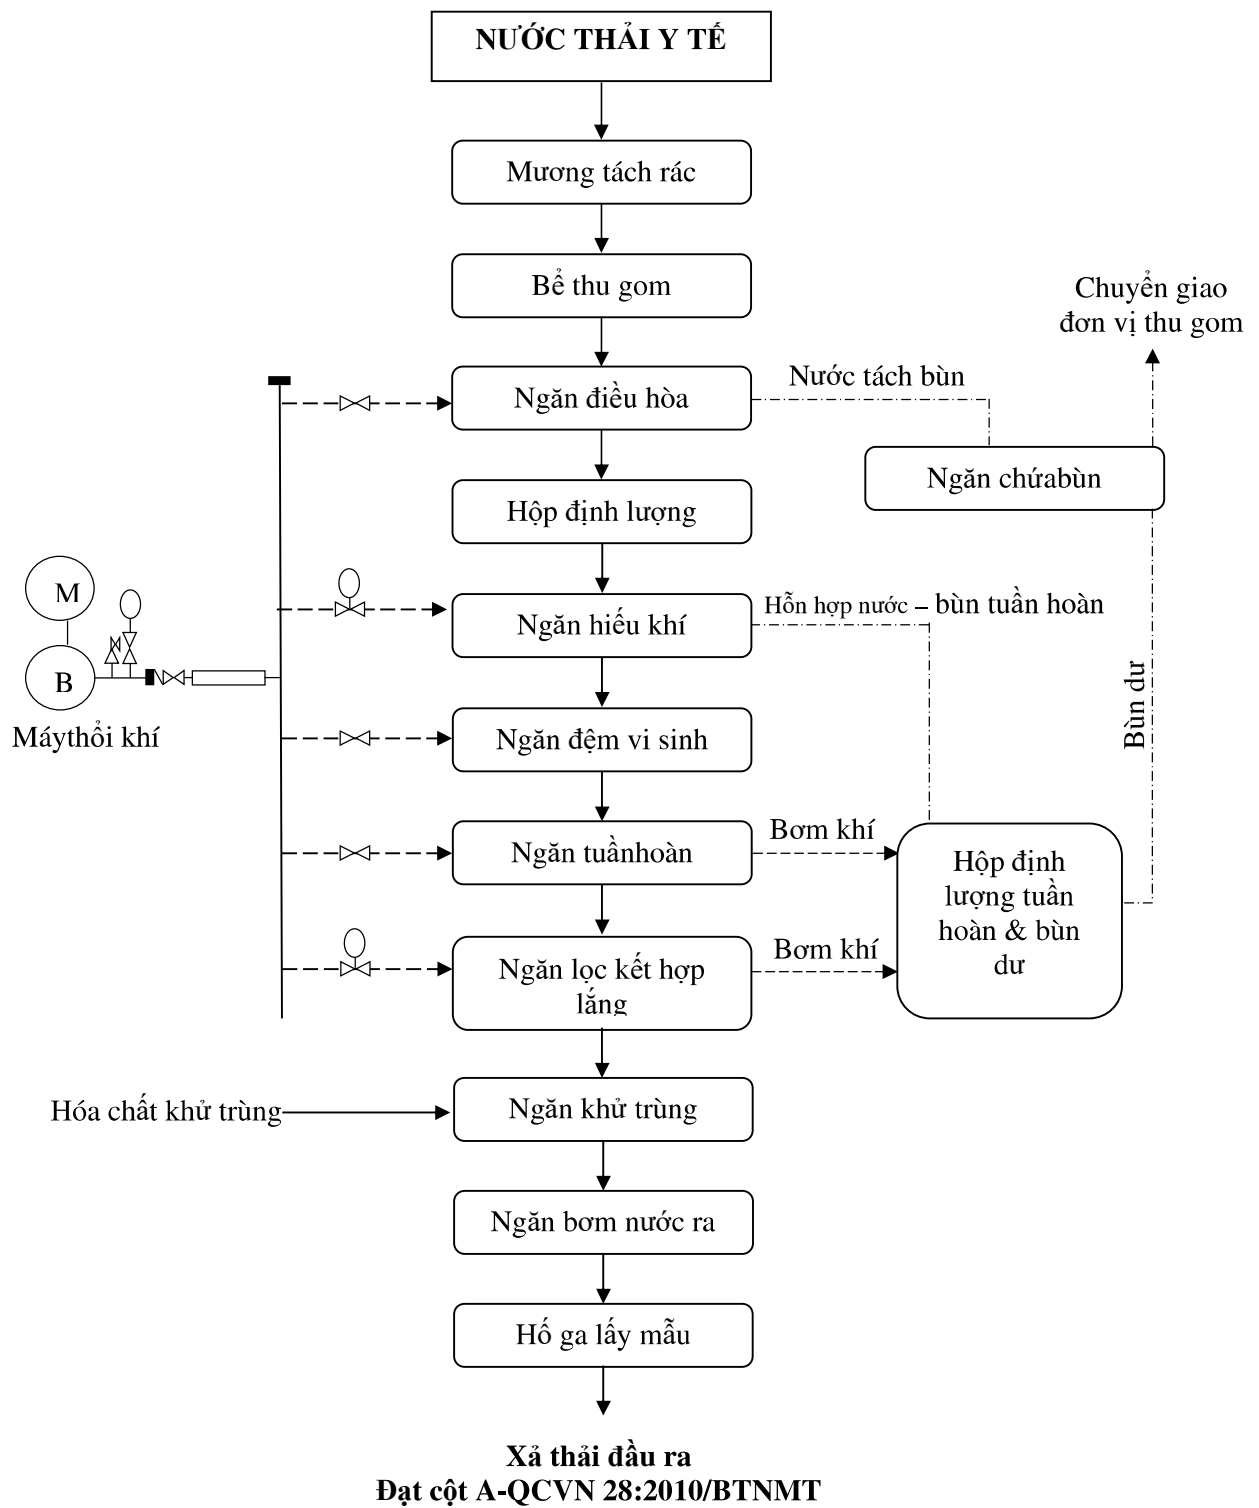 NƯỚC THẢI Y TẾ
Mương tách rác
Bể thu gom
Chuyển giao
đơn vị thu gom
Nước tách bùn
Ngăn điều hòa
Ngăn chứabùn
Hộp định lượng
M
Hỗn hợp nước – bùn tuần hoàn
Ngăn hiếu khí
B
Máythổi khí
Bùn dư
Ngăn đệm vi sinh
Bơm khí
Ngăn tuầnhoàn
Hộp định
lượng tuần
hoàn & bùn
dư
Bơm khí
Ngăn lọc kết hợp
lắng
Hóa chất khử trùng
Ngăn khử trùng
Ngăn bơm nước ra
Hố ga lấy mẫu
Xả thải đầu ra
Đạt cột A-QCVN 28:2010/BTNMT